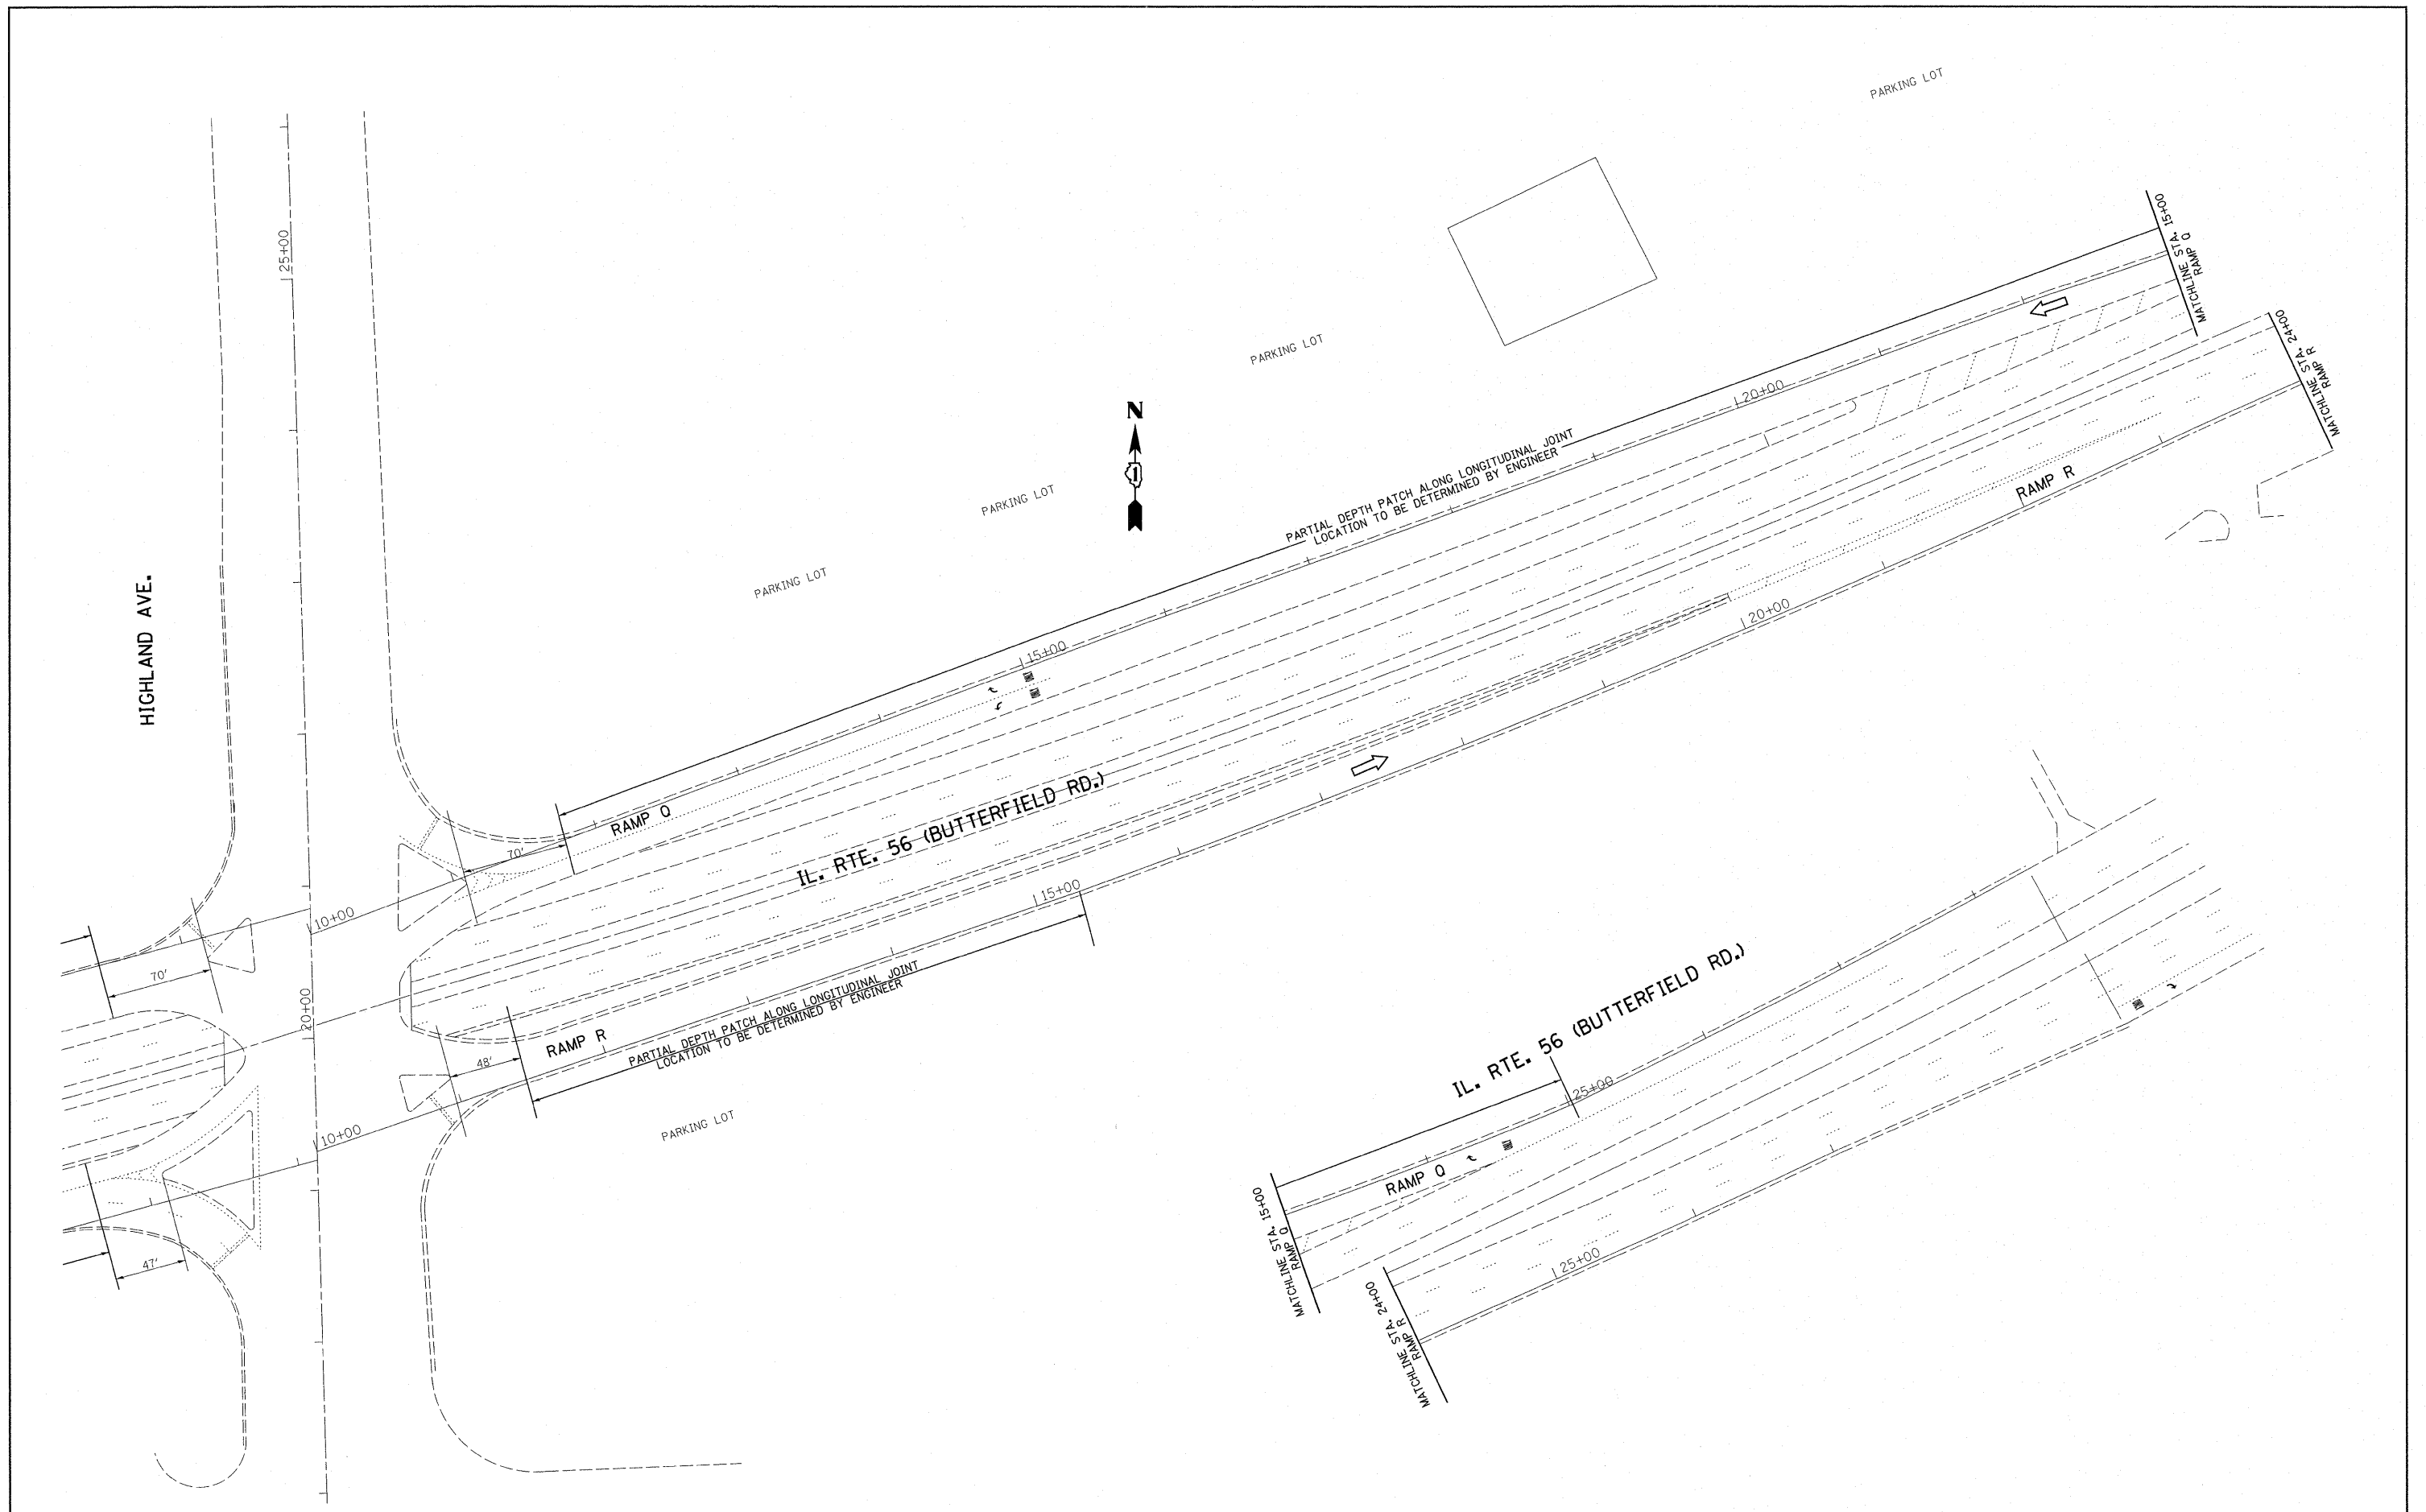 PARKING LOT
MATCHLINE STA. 15+00
RAMP Q
25+00
MATCHLINE STA. 24+00
RAMP R
PARKING LOT
20+00
N
1
PARTIAL DEPTH PATCH ALONG LONGITUDINAL JOINT
LOCATION TO BE DETERMINED BY ENGINEER
RAMP R
PARKING LOT
PARKING LOT
HIGHLAND AVE.
20+00
15+00
RAMP Q
IL. RTE. 56 (BUTTERFIELD RD.)
70'
15+00
10+00
70'
20+00
PARTIAL DEPTH PATCH ALONG LONGITUDINAL JOINT
LOCATION TO BE DETERMINED BY ENGINEER
RAMP R
48'
PARKING LOT
10+00
47'
IL. RTE. 56 (BUTTERFIELD RD.)
25+00
RAMP Q
MATCHLINE STA. 15+00
RAMP Q
25+00
MATCHLINE STA. 24+00
RAMP R